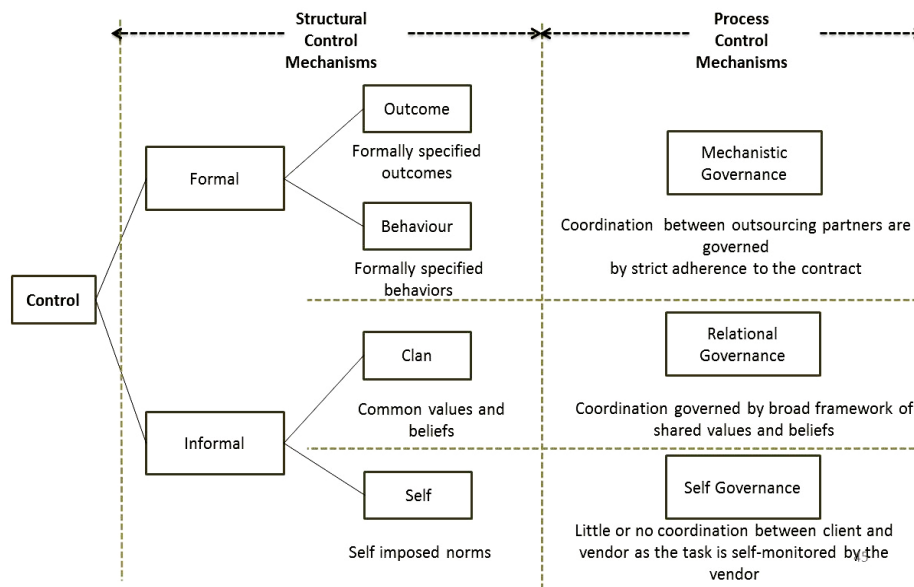 Structural
Control
Mechanisms
Process
Control
Mechanisms
Outcome
Formally specified
outcomes
Formal
Mechanistic
Governance
Behaviour
Formally specified
behaviors
Coordination between outsourcing partners are
governed
by strict adherence to the contract
Control
Clan
Common values and
beliefs
Relational
Governance
Coordination governed by broad framework of
shared values and beliefs
Informal
Self
Self imposed norms
Self Governance
Little or no coordination between client and
vendor as the task is self-monitored by the
vendor
45